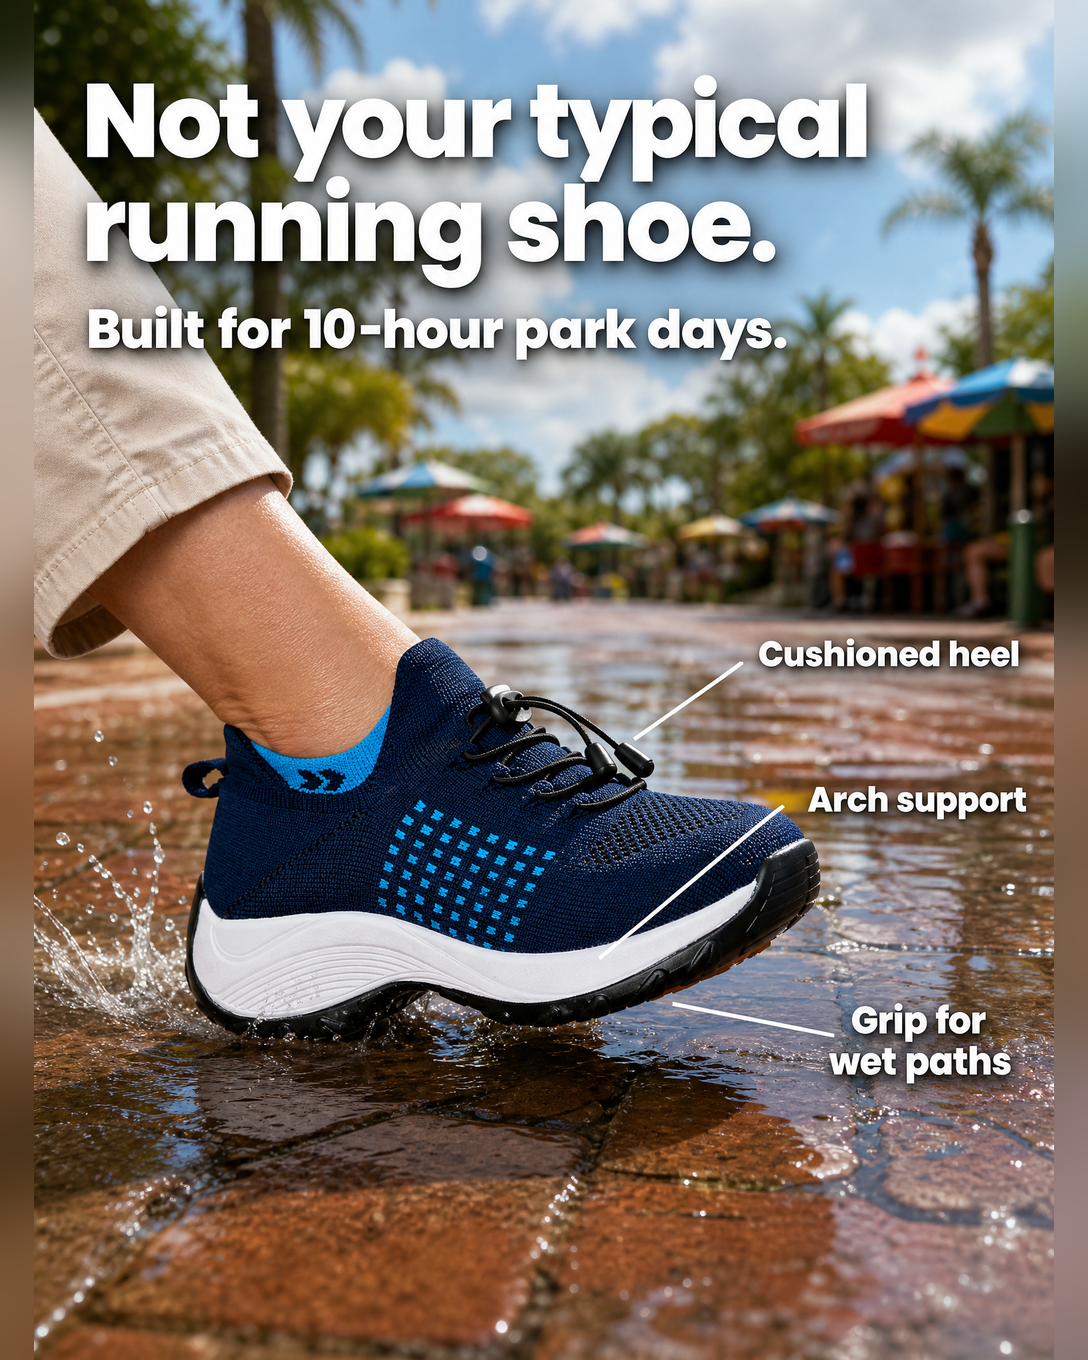 Not your typical
running shoe.
Built for 10-hour park days.
Cushioned heel
Arch support
Grip for
wet paths